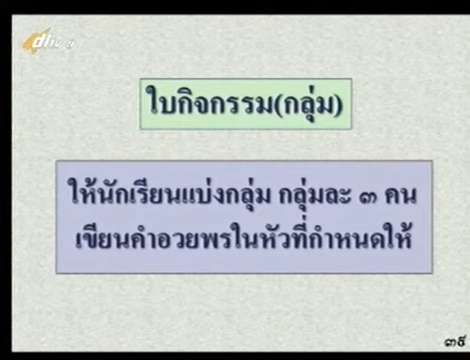 ใบกิจกรรม(กลุ่ม)
ให้นักเรียนแบ่งกลุ่ม กลุ่มละ ๓ คน
เขียนคำอวยพรในหัวที่กำหนดให้